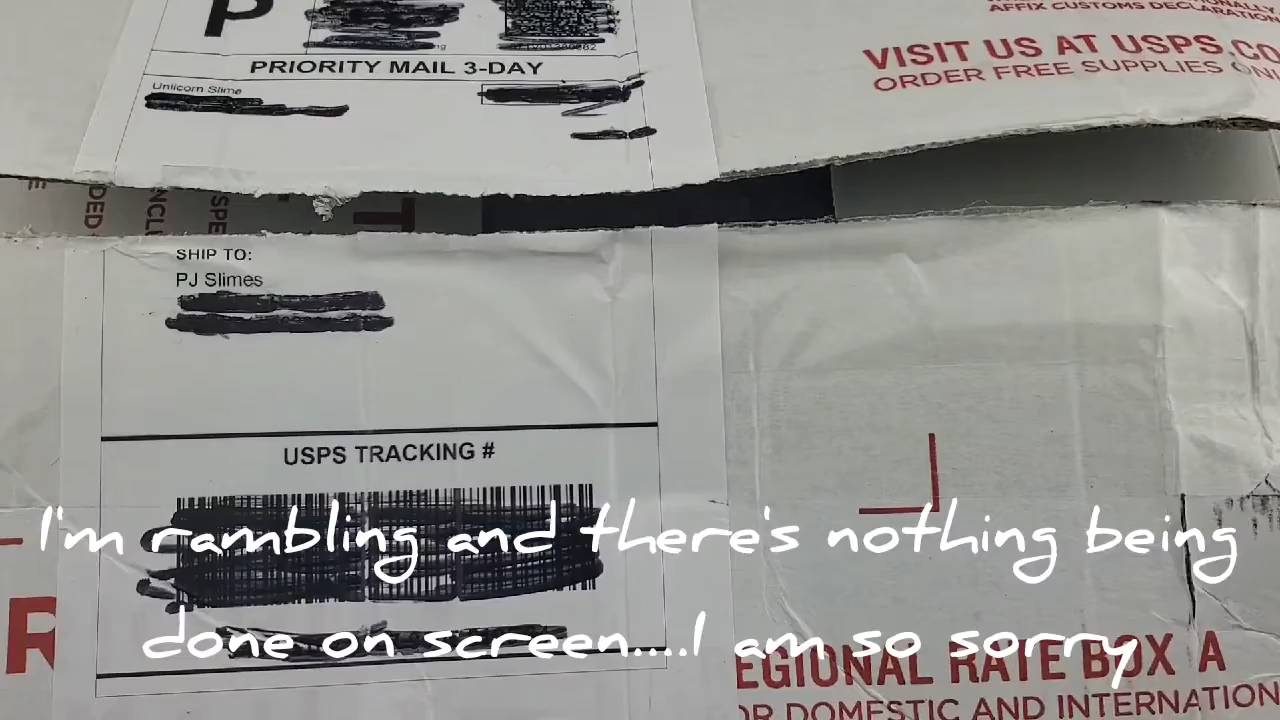 P
AFFIX CUSTOMS DECLARATION
PRIORITY MAIL 3-DAY
VISIT US AT USPS.CO
ORDER FREE SUPPLIES ON
Uniicorn Slime
SHIP TO:
PJ Slimes
USPS TRACKING #
I'm rambling and there's nothing being
done on screen....I am so sorry
R
EGIONAL RATE BOX A
OR DOMESTIC AND INTERNATION